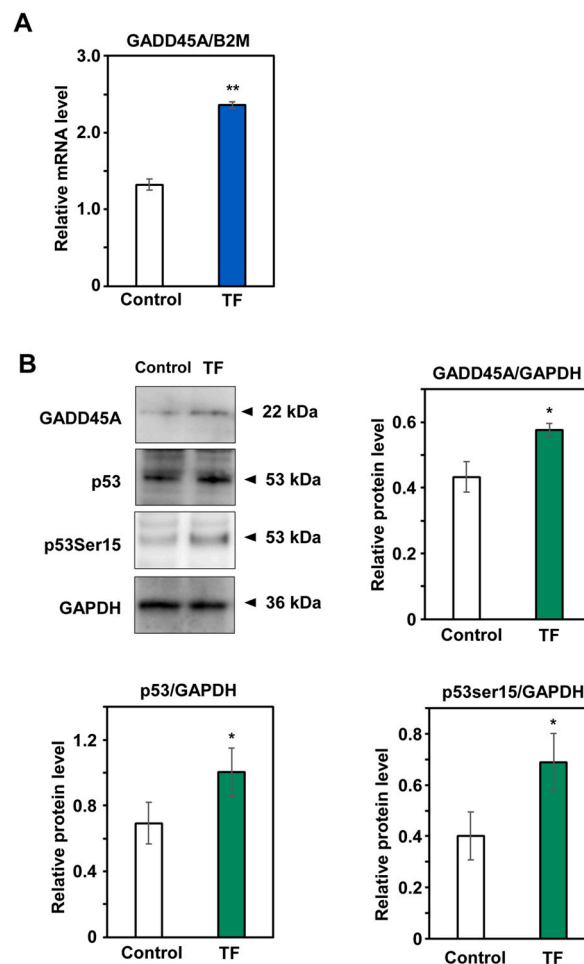 A
GADD45A/B2M
**
3.0
2.0
1.0
0
Relative mRNA level
Control TF
B
Control TF
GADD45A ◄ 22 kDa
p53 ◄ 53 kDa
p53Ser15 ◄ 53 kDa
GAPDH ◄ 36 kDa
GADD45A/GAPDH
*
0.6
0.4
0.2
0
Relative protein level
Control TF
p53/GAPDH
*
1.2
0.8
0.4
0
Relative protein level
Control TF
p53ser15/GAPDH
*
0.8
0.6
0.4
0.2
0
Relative protein level
Control TF